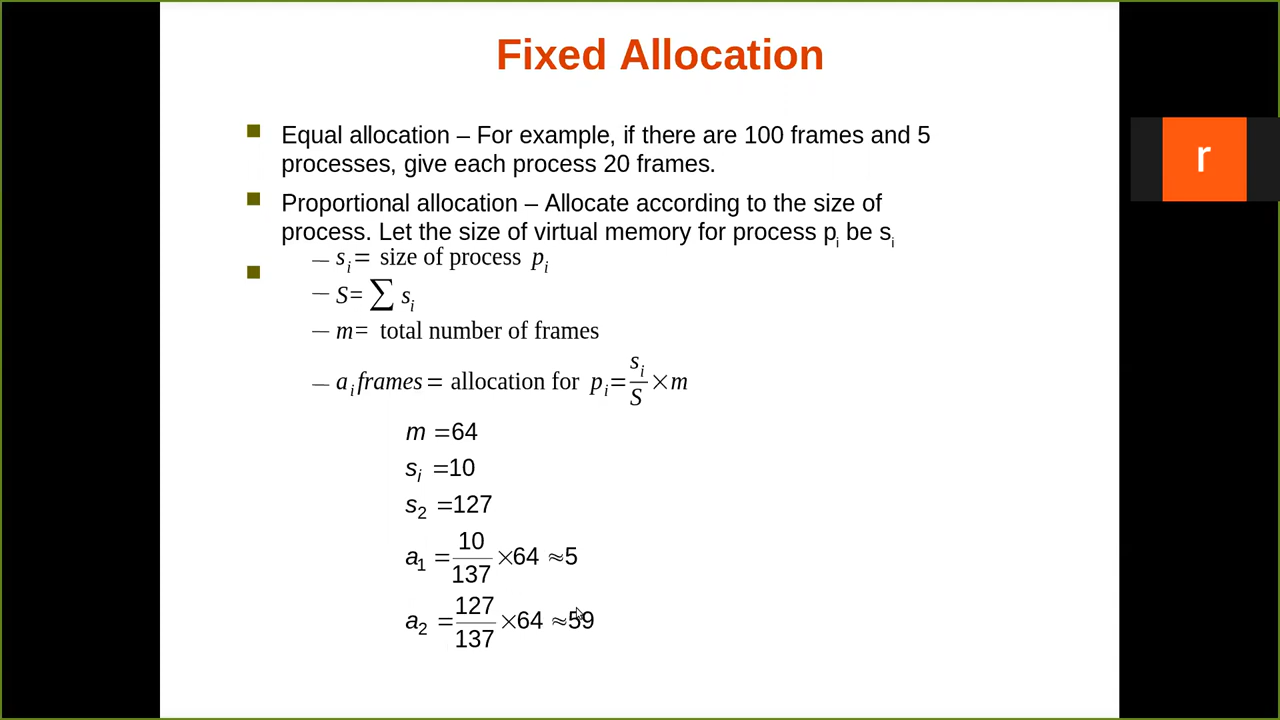 Fixed Allocation
Equal allocation – For example, if there are 100 frames and 5
processes, give each process 20 frames.
Proportional allocation – Allocate according to the size of
process. Let the size of virtual memory for process pᵢ be sᵢ
— sᵢ = size of process pᵢ
— S = ∑ sᵢ
— m = total number of frames
— aᵢ frames = allocation for pᵢ = sᵢ/S × m
m = 64
sᵢ = 10
s₂ = 127
a₁ = 10/137 × 64 ≈ 5
a₂ = 127/137 × 64 ≈ 59
r